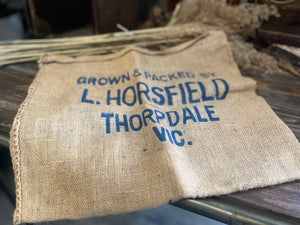 GROWN & PACKED BY
L. HORSFIELD
THORPDALE
VIC.